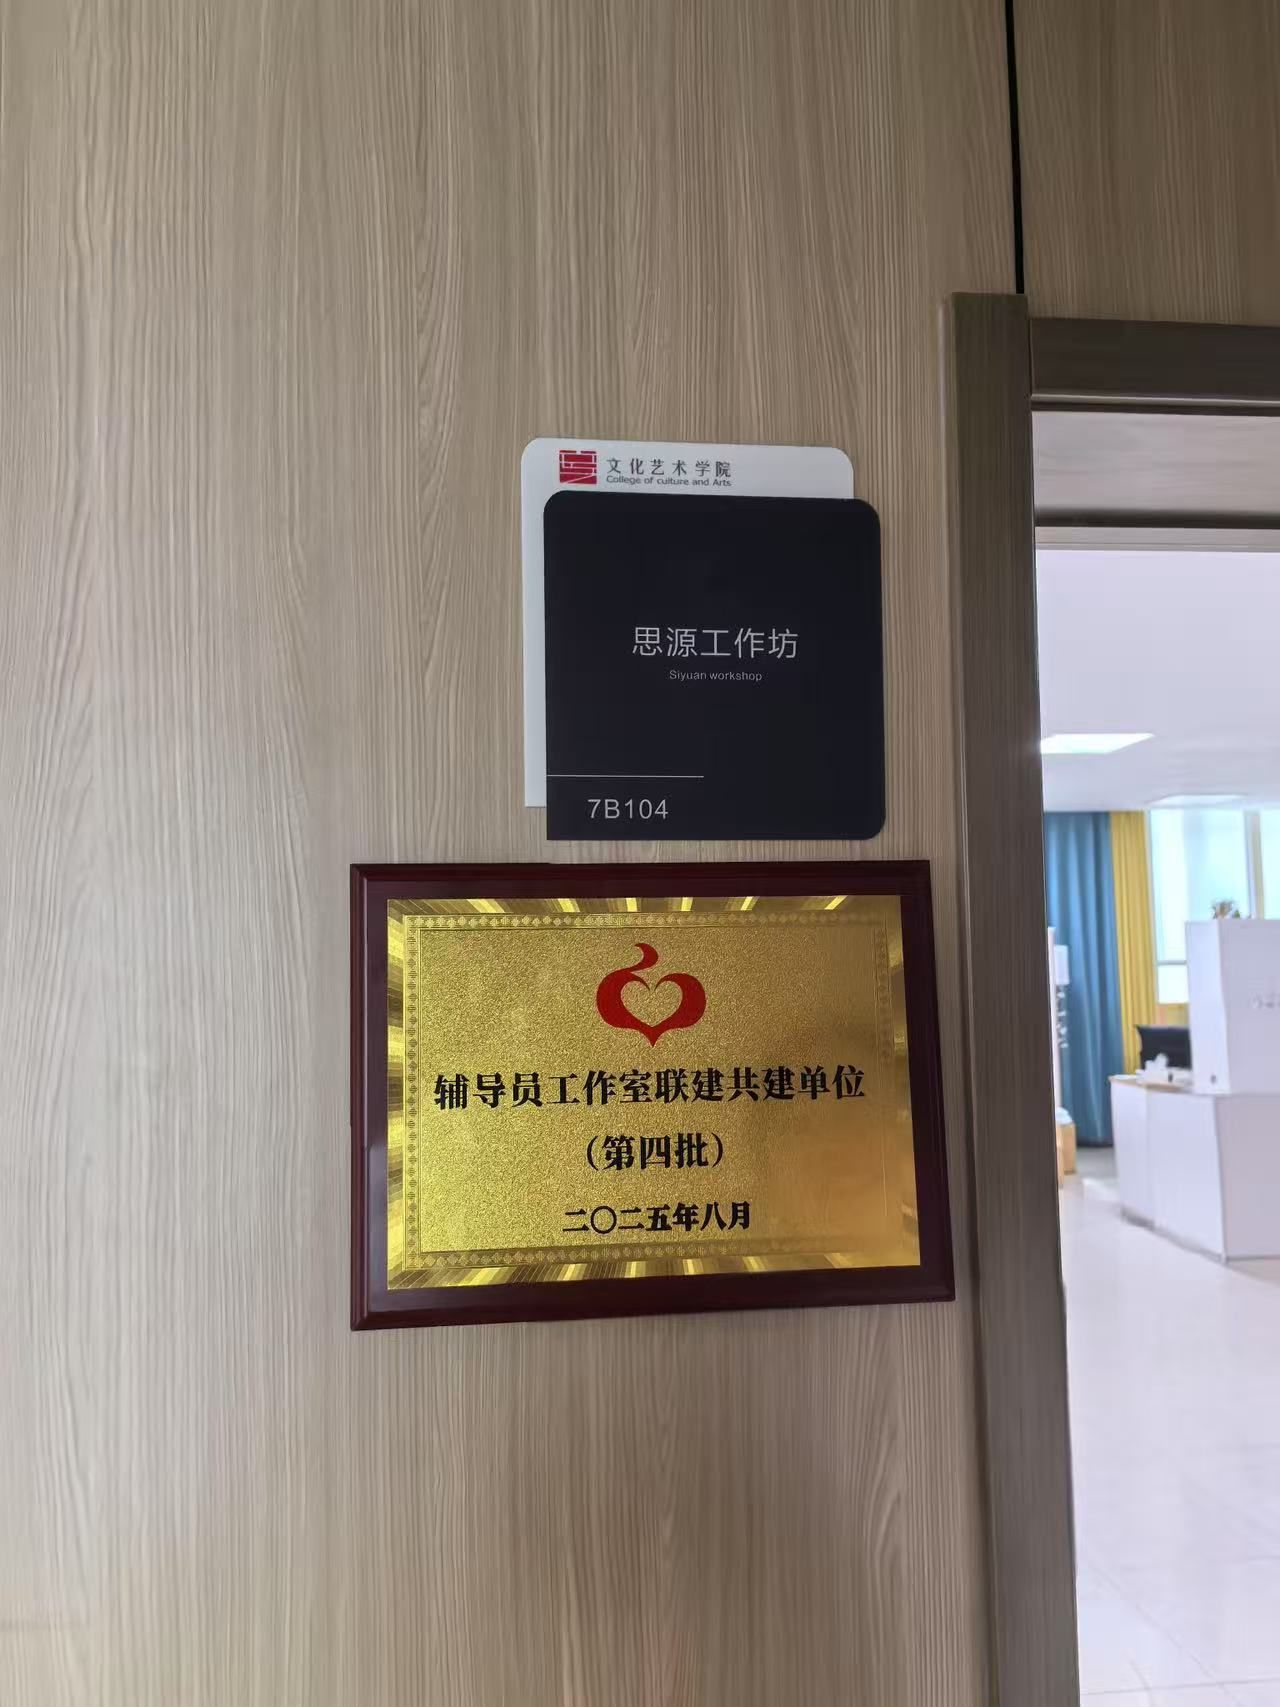 文化艺术学院
College of culture and Arts
思源工作坊
Siyuan workshop
7B104
辅导员工作室联建共建单位
（第四批）
二〇二五年八月